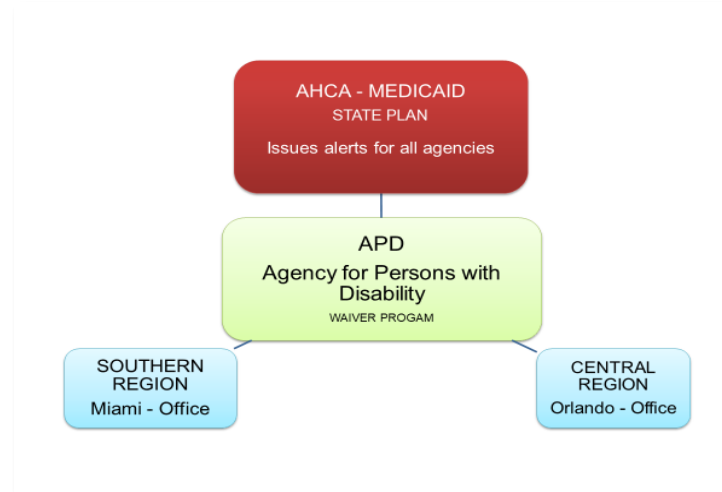 AHCA - MEDICAID
STATE PLAN
Issues alerts for all agencies
APD
Agency for Persons with
Disability
WAIVER PROGAM
SOUTHERN
REGION
Miami - Office
CENTRAL
REGION
Orlando - Office